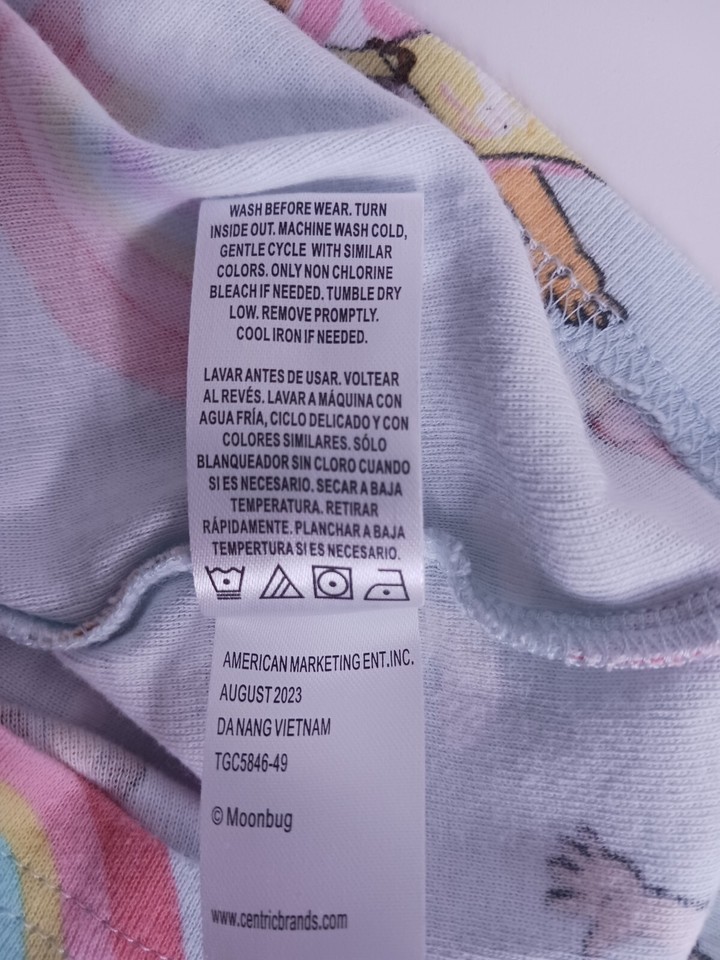 WASH BEFORE WEAR. TURN
INSIDE OUT. MACHINE WASH COLD,
GENTLE CYCLE WITH SIMILAR
COLORS. ONLY NON CHLORINE
BLEACH IF NEEDED. TUMBLE DRY
LOW. REMOVE PROMPTLY.
COOL IRON IF NEEDED.
LAVAR ANTES DE USAR. VOLTEAR
AL REVÉS. LAVAR A MÁQUINA CON
AGUA FRÍA, CICLO DELICADO Y CON
COLORES SIMILARES. SÓLO
BLANQUEADOR SIN CLORO CUANDO
SI ES NECESARIO. SECAR A BAJA
TEMPERATURA. RETIRAR
RÁPIDAMENTE. PLANCHAR A BAJA
TEMPERTURA SI ES NECESARIO.
AMERICAN MARKETING ENT. INC.
AUGUST 2023
DA NANG VIETNAM
TGC5846-49
© Moonbug
www.centricbrands.com